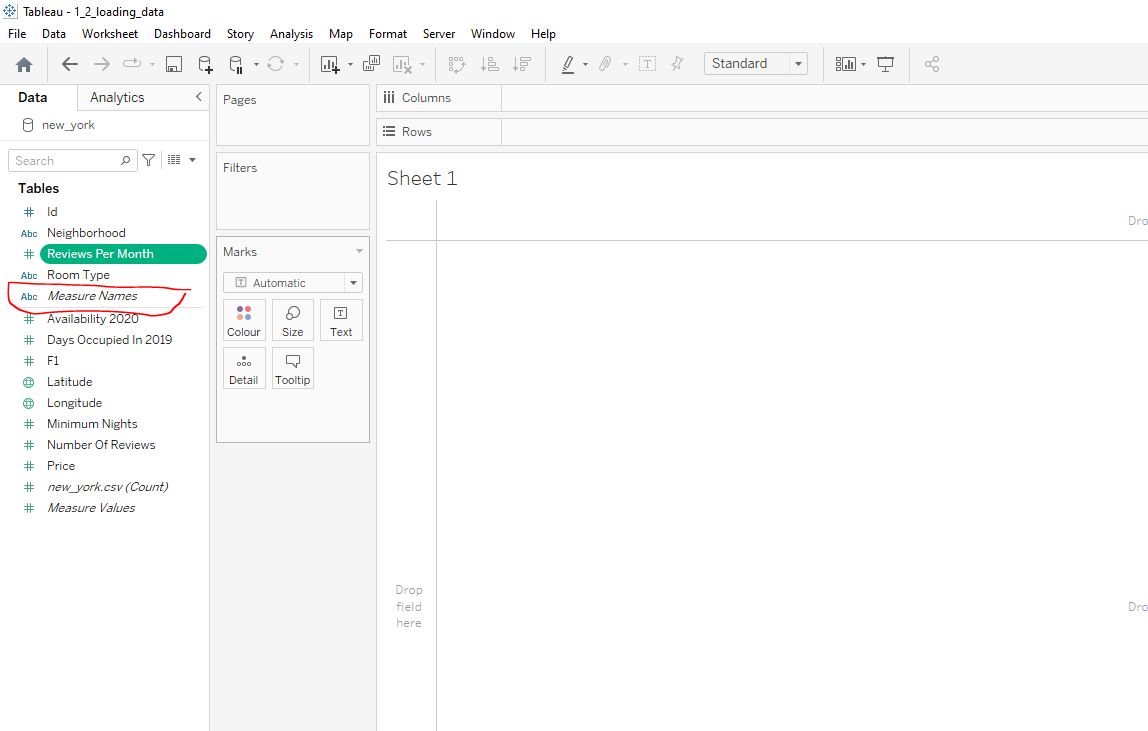 Tableau - 1_2_loading_data
File Data Worksheet Dashboard Story Analysis Map Format Server Window Help
Standard
Data Analytics
new_york
Search
Tables
# Id
Abc Neighborhood
# Reviews Per Month
Abc Room Type
Abc Measure Names
# Availability 2020
# Days Occupied In 2019
# F1
Latitude
Longitude
# Minimum Nights
# Number Of Reviews
# Price
# new_york.csv (Count)
# Measure Values
Pages
Filters
Marks
T Automatic
Colour Size Text
Detail Tooltip
Columns
Rows
Sheet 1
Dro
Drop
field
here
Dro